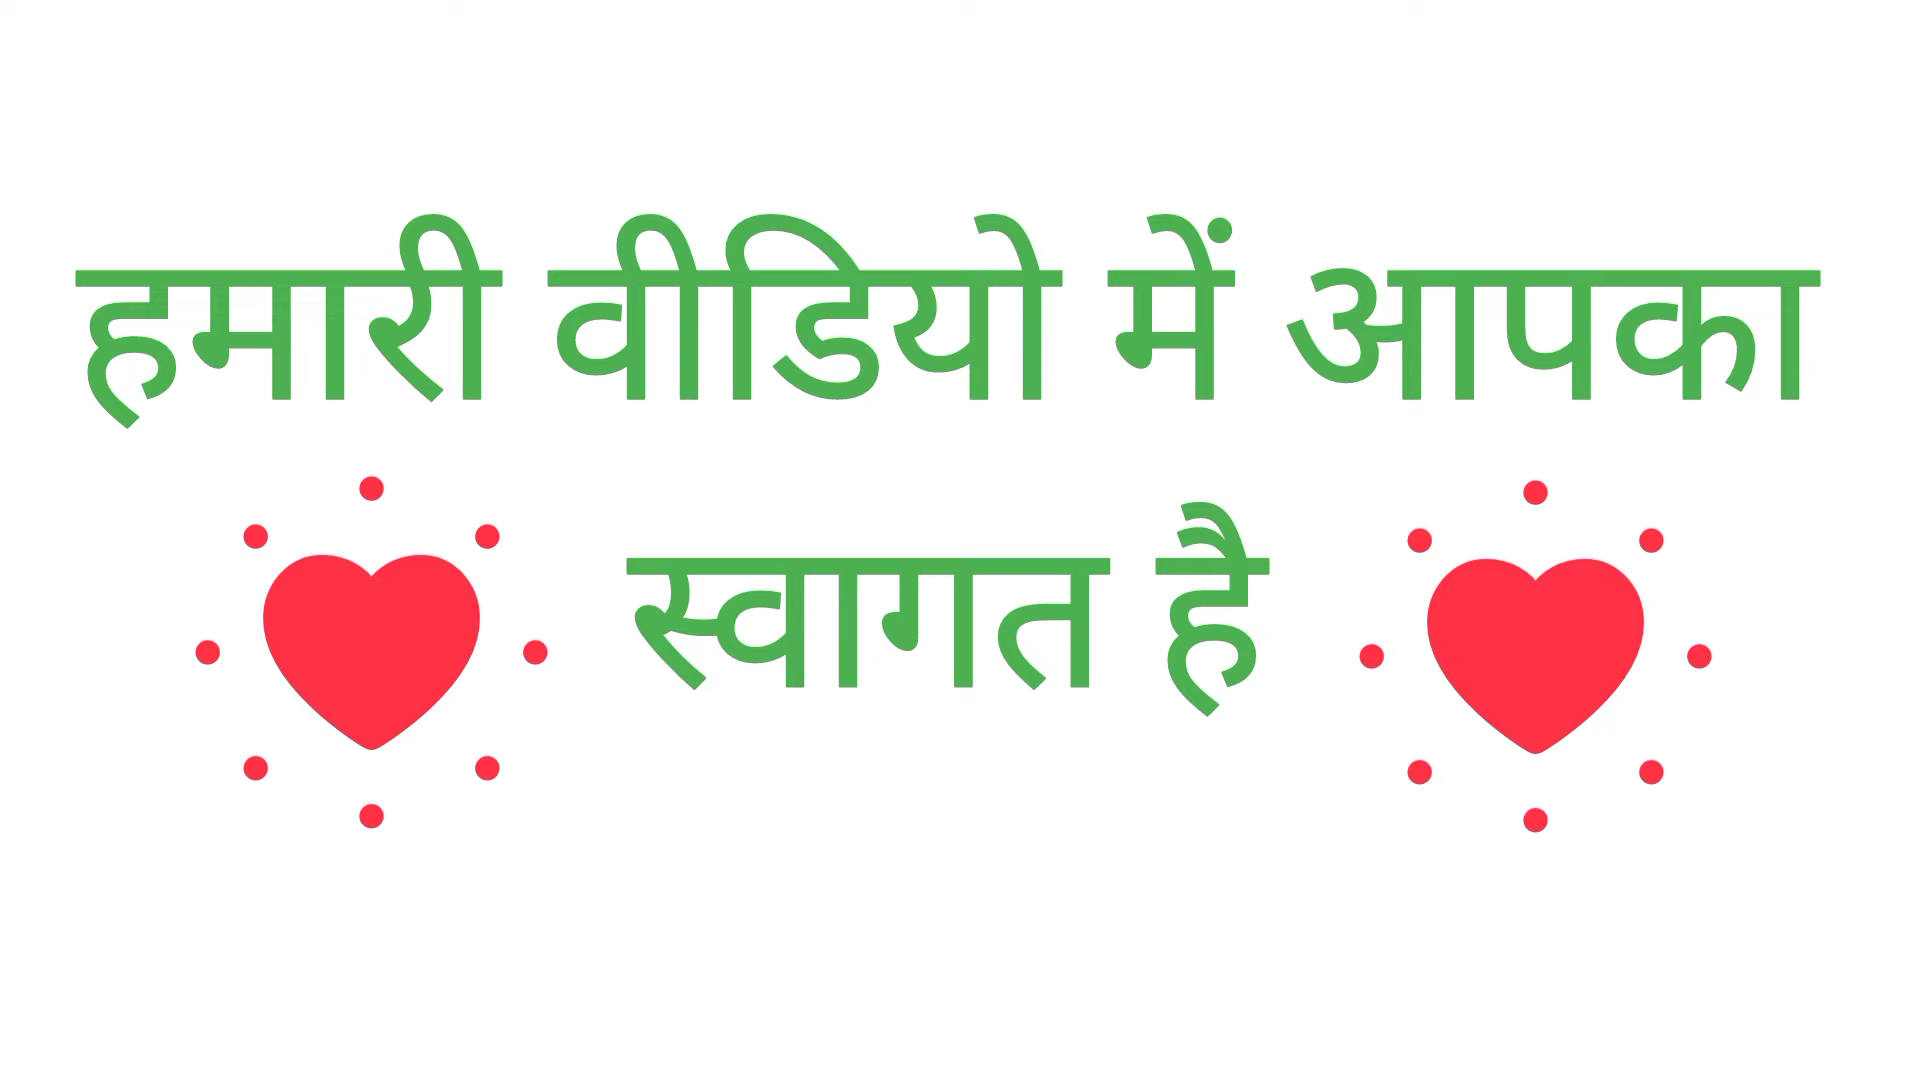 हमारी वीडियो में आपका
स्वागत है